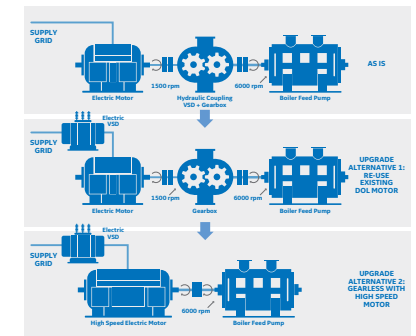 SUPPLY
GRID
1500 rpm
6000 rpm
Electric Motor
Hydraulic Coupling
VSD + Gearbox
Boiler Feed Pump
AS IS
Electric
VSD
SUPPLY
GRID
1500 rpm
6000 rpm
Electric Motor
Gearbox
Boiler Feed Pump
UPGRADE
ALTERNATIVE 1:
RE-USE
EXISTING
DOL MOTOR
Electric
VSD
SUPPLY
GRID
6000 rpm
High Speed Electric Motor
Boiler Feed Pump
UPGRADE
ALTERNATIVE 2:
GEARLESS WITH
HIGH SPEED
MOTOR